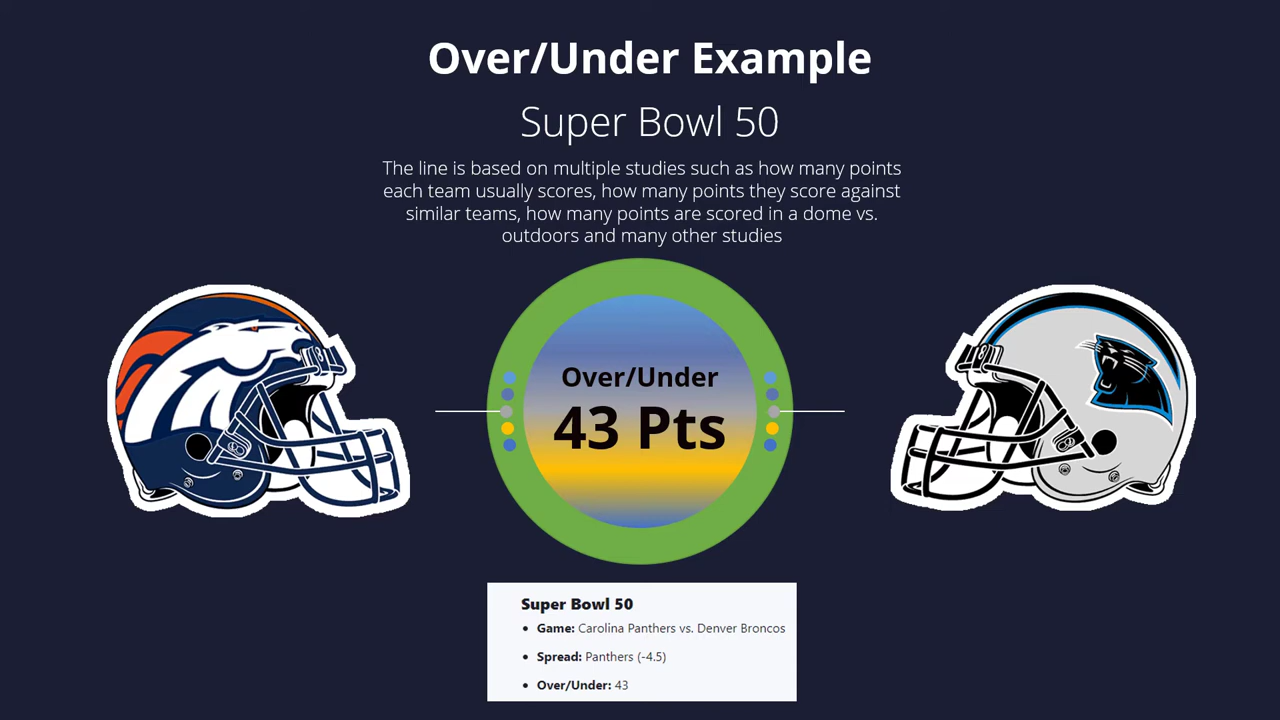 Over/Under Example
Super Bowl 50
The line is based on multiple studies such as how many points
each team usually scores, how many points they score against
similar teams, how many points are scored in a dome vs.
outdoors and many other studies
Over/Under
43 Pts
Super Bowl 50
• Game: Carolina Panthers vs. Denver Broncos
• Spread: Panthers (-4.5)
• Over/Under: 43